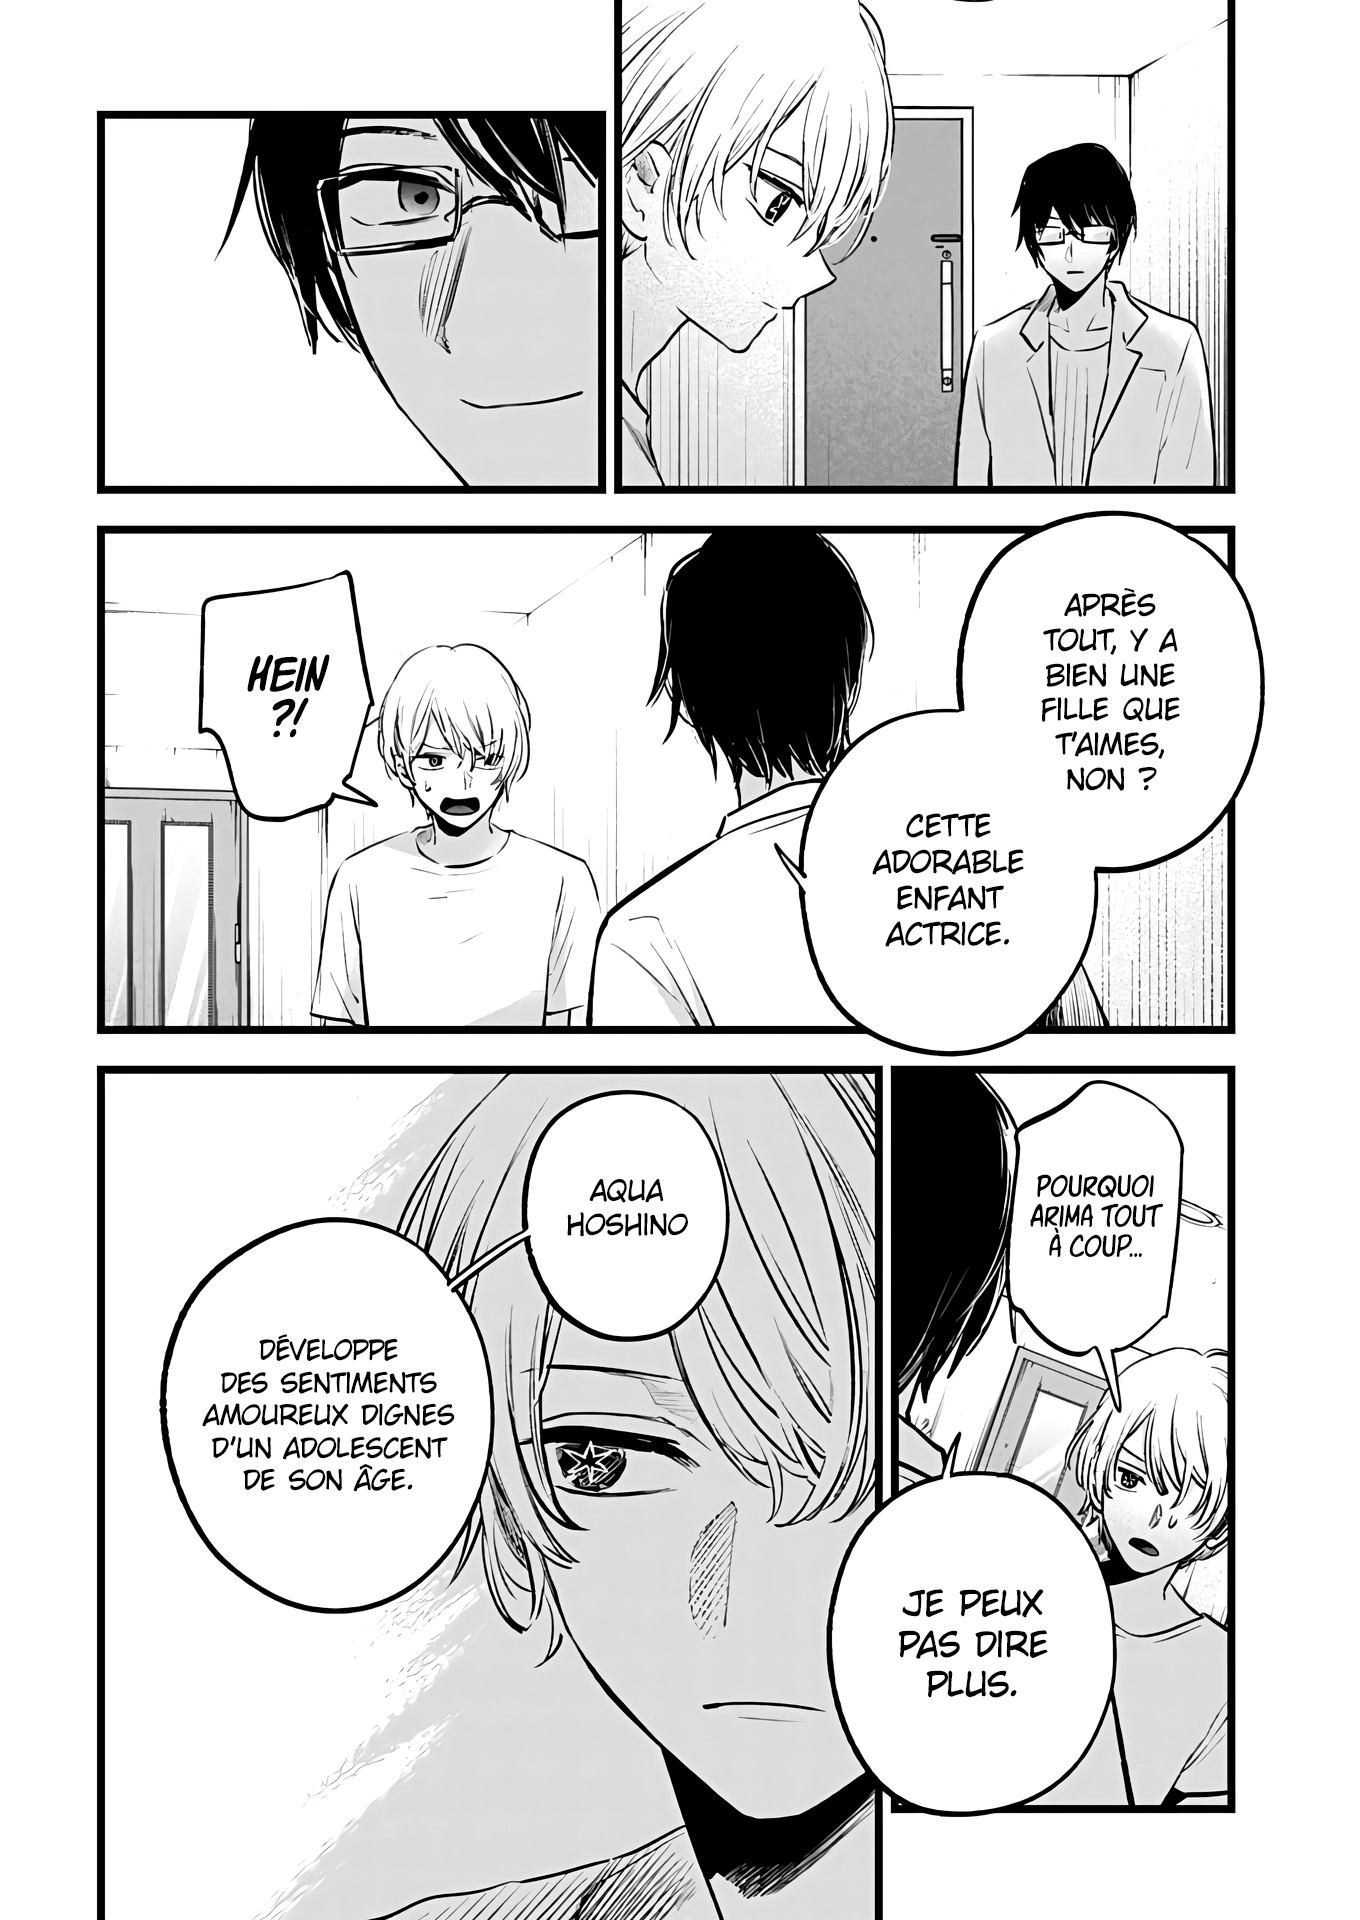 APRÈS
TOUT, Y A
BIEN UNE
FILLE QUE
T'AIMES,
NON ?
CETTE
ADORABLE
ENFANT
ACTRICE.
HEIN
?!
POURQUOI
ARIMA TOUT
À COUP...
JE PEUX
PAS DIRE
PLUS.
AQUA
HOSHINO
DÉVELOPPE
DES SENTIMENTS
AMOUREUX DIGNES
D'UN ADOLESCENT
DE SON ÂGE.